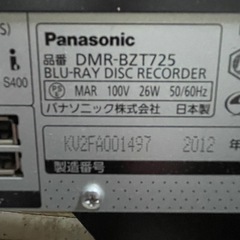 S)
Panasonic
品番 DMR-BZT725
BLU-RAY DISC RECORDER
S400
MAR 100V 26W 50/60Hz
パナソニック株式会社 日本製
KV2FA001497 2012 年
製造番号